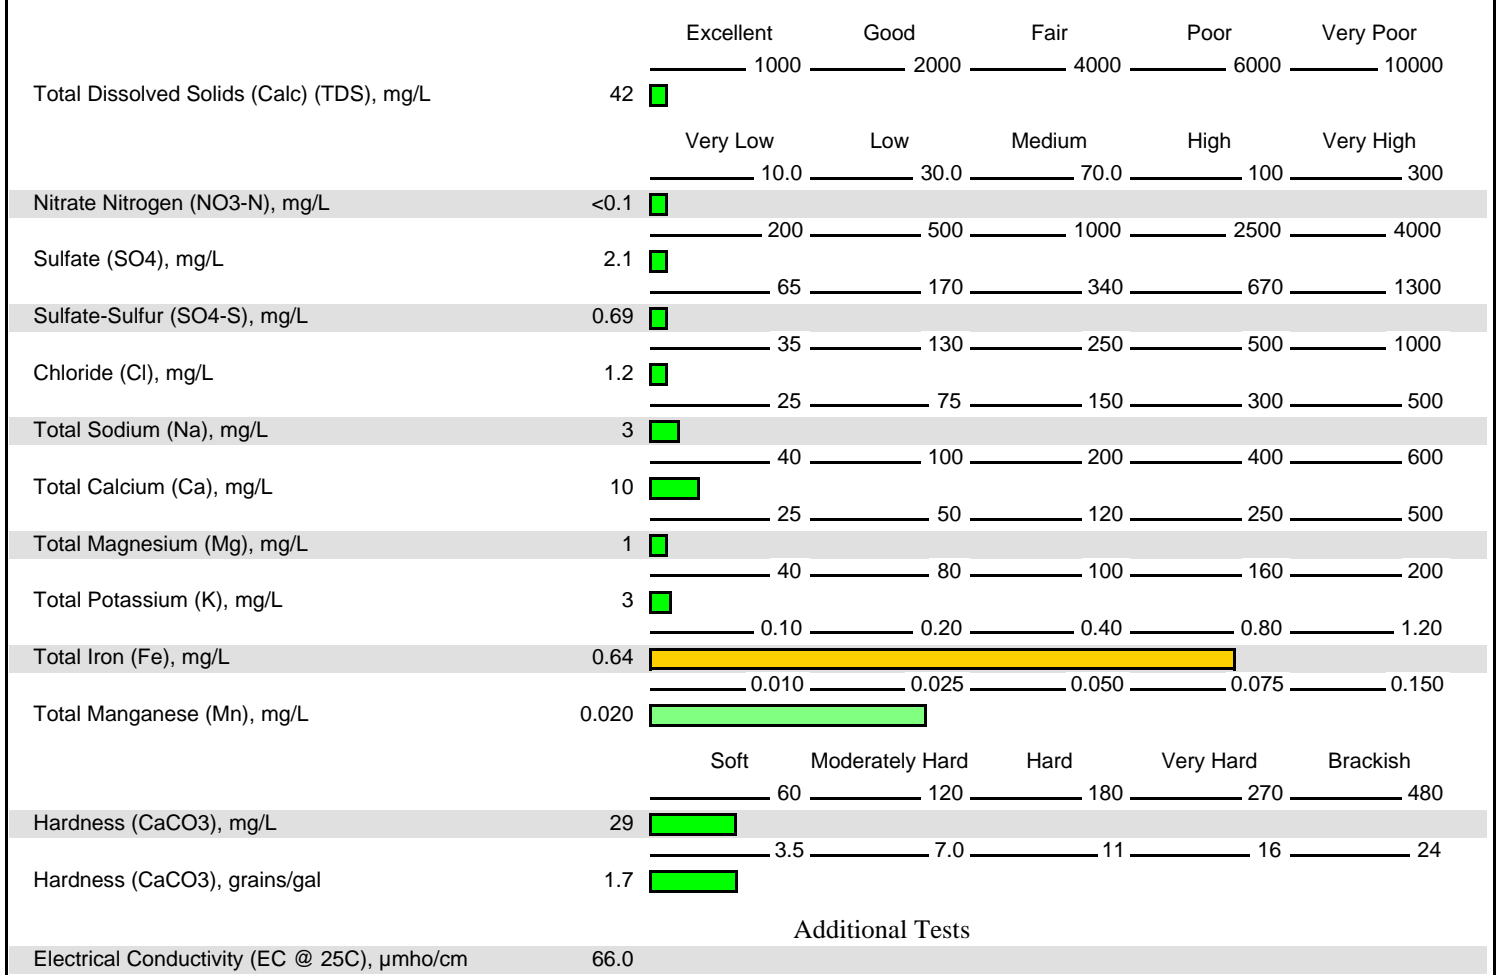 Excellent Good Fair Poor Very Poor
1000 2000 4000 6000 10000
Total Dissolved Solids (Calc) (TDS), mg/L 42
Very Low Low Medium High Very High
10.0 30.0 70.0 100 300
Nitrate Nitrogen (NO3-N), mg/L <0.1
200 500 1000 2500 4000
Sulfate (SO4), mg/L 2.1
65 170 340 670 1300
Sulfate-Sulfur (SO4-S), mg/L 0.69
35 130 250 500 1000
Chloride (Cl), mg/L 1.2
25 75 150 300 500
Total Sodium (Na), mg/L 3
40 100 200 400 600
Total Calcium (Ca), mg/L 10
25 50 120 250 500
Total Magnesium (Mg), mg/L 1
40 80 100 160 200
Total Potassium (K), mg/L 3
0.10 0.20 0.40 0.80 1.20
Total Iron (Fe), mg/L 0.64
0.010 0.025 0.050 0.075 0.150
Total Manganese (Mn), mg/L 0.020
Soft Moderately Hard Hard Very Hard Brackish
60 120 180 270 480
Hardness (CaCO3), mg/L 29
3.5 7.0 11 16 24
Hardness (CaCO3), grains/gal 1.7
Additional Tests
Electrical Conductivity (EC @ 25C), µmho/cm 66.0